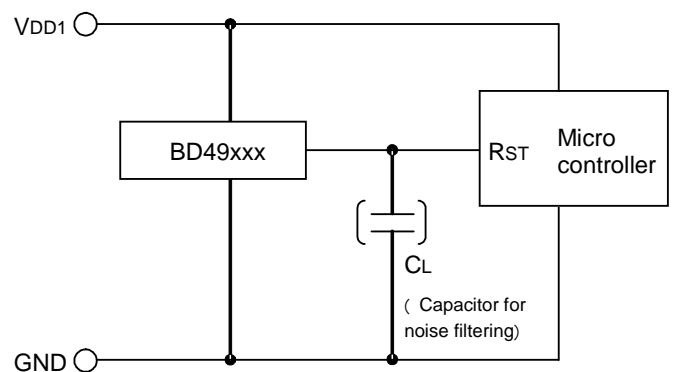 VDD1
BD49xxx
RST
Micro
controller
CL
( Capacitor for
noise filtering)
GND